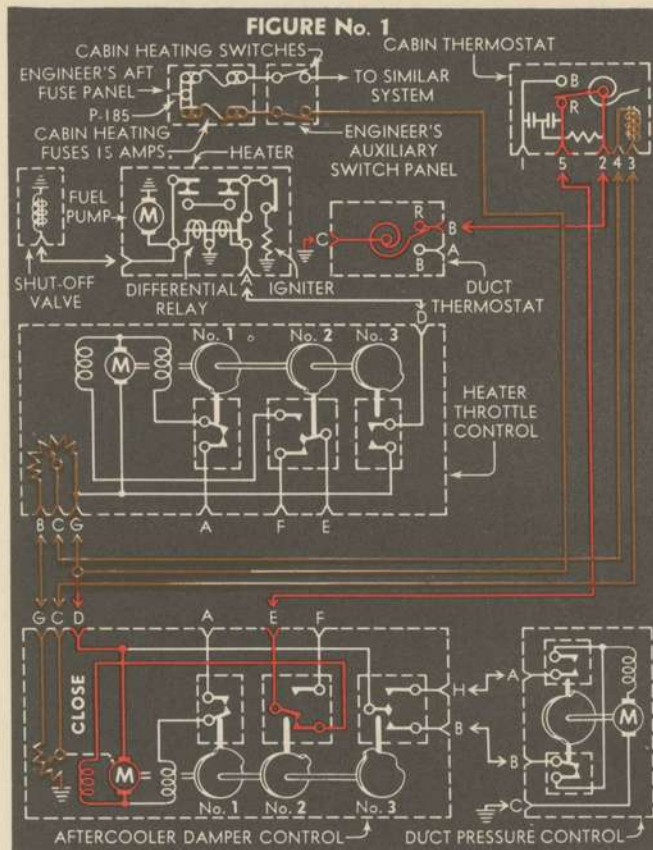 FIGURE No. 1
CABIN HEATING SWITCHES
CABIN THERMOSTAT
ENGINEER'S AFT
FUSE PANEL
TO SIMILAR
SYSTEM
P-185
CABIN HEATING
FUSES 15 AMPS.
HEATER
ENGINEER'S
AUXILIARY
SWITCH PANEL
B
R
1 5 2 4 3
FUEL
PUMP
M
SHUT-OFF
VALVE
DIFFERENTIAL
RELAY
A
IGNITER
C
R
B
B
A
DUCT
THERMOSTAT
D
No. 1
No. 2
No. 3
M
HEATER
THROTTLE
CONTROL
B C G
A
F
E
G C D
A
E
F
CLOSE
M
H
B
A
B
C
M
No. 1
No. 2
No. 3
AFTERCOOLER DAMPER CONTROL
DUCT PRESSURE CONTROL